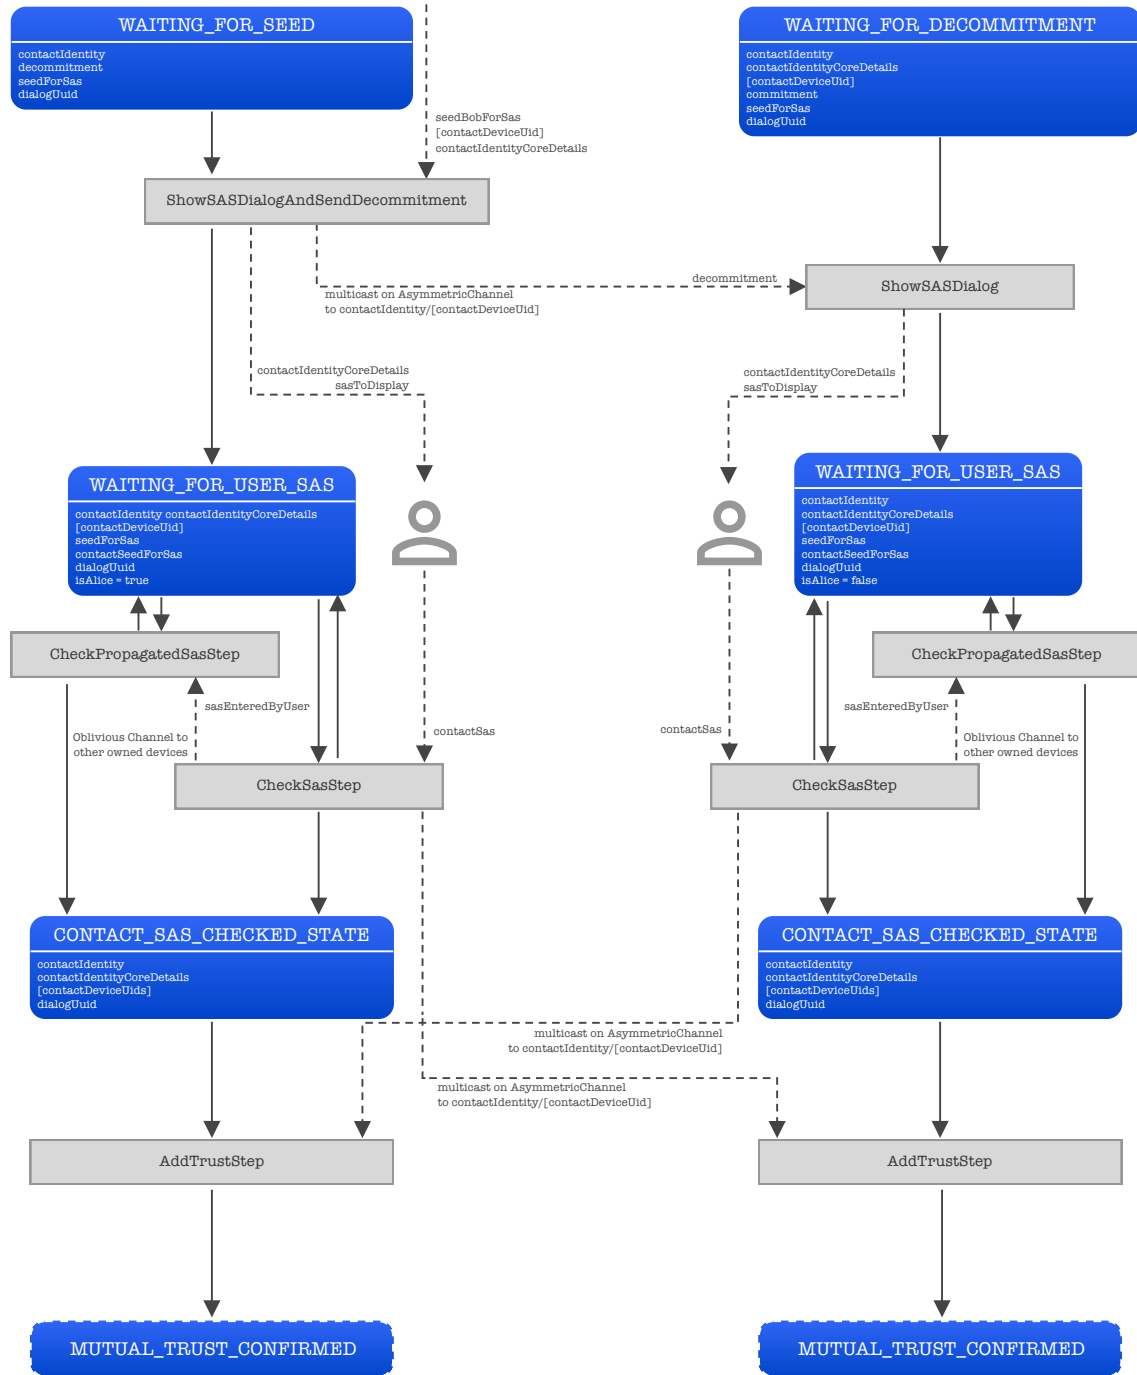 WAITING_FOR_SEED
contactIdentity
decommitment
seedForSas
dialogUuid
WAITING_FOR_DECOMMITMENT
contactIdentity
contactIdentityCoreDetails
[contactDeviceUid]
commitment
seedForSas
dialogUuid
seedBobForSas
[contactDeviceUid]
contactIdentityCoreDetails
ShowSASDialogAndSendDecommitment
decommitment
multicast on AsymmetricChannel
to contactIdentity/[contactDeviceUid]
ShowSASDialog
contactIdentityCoreDetails
sasToDisplay
contactIdentityCoreDetails
sasToDisplay
WAITING_FOR_USER_SAS
contactIdentity contactIdentityCoreDetails
[contactDeviceUid]
seedForSas
contactSeedForSas
dialogUuid
isAlice = true
WAITING_FOR_USER_SAS
contactIdentity
contactIdentityCoreDetails
[contactDeviceUid]
seedForSas
contactSeedForSas
dialogUuid
isAlice = false
CheckPropagatedSasStep
CheckPropagatedSasStep
sasEnteredByUser
Oblivious Channel to
other owned devices
contactSas
contactSas
sasEnteredByUser
Oblivious Channel to
other owned devices
CheckSasStep
CheckSasStep
CONTACT_SAS_CHECKED_STATE
contactIdentity
contactIdentityCoreDetails
[contactDeviceUids]
dialogUuid
CONTACT_SAS_CHECKED_STATE
contactIdentity
contactIdentityCoreDetails
[contactDeviceUids]
dialogUuid
multicast on AsymmetricChannel
to contactIdentity/[contactDeviceUid]
multicast on AsymmetricChannel
to contactIdentity/[contactDeviceUid]
AddTrustStep
AddTrustStep
MUTUAL_TRUST_CONFIRMED
MUTUAL_TRUST_CONFIRMED